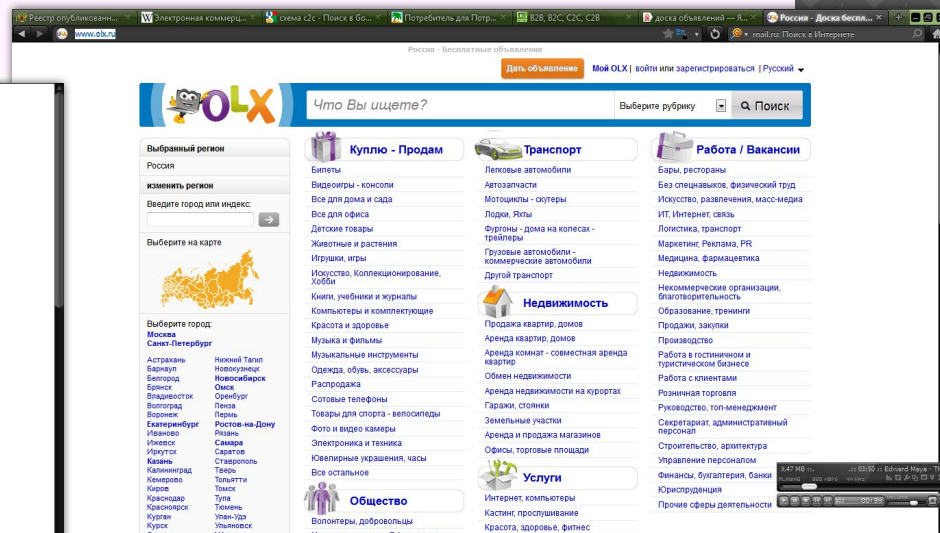 Реестр опубликованн...
Электронная коммерц...
схема c2c - Поиск в Go...
Потребитель для Потр...
B2B, B2C, C2C, C2B
доска объявлений — Я...
Россия - Доска беспл...
www.olx.ru
mail.ru: Поиск в Интернете
Россия - Бесплатные объявления
Дать объявление Мой OLX | войти или зарегистрироваться | Русский
OLX
Что Вы ищете?
Выберите рубрику
Поиск
Выбранный регион
Россия
изменить регион
Введите город или индекс:
Выберите на карте
Выберите город:
Москва
Санкт-Петербург
Астрахань
Барнаул
Белгород
Брянск
Владивосток
Волгоград
Воронеж
Екатеринбург
Иваново
Ижевск
Иркутск
Казань
Калининград
Кемерово
Киров
Краснодар
Красноярск
Курган
Курск
Нижний Тагил
Новокузнецк
Новосибирск
Омск
Оренбург
Пенза
Пермь
Ростов-на-Дону
Рязань
Самара
Саратов
Ставрополь
Тверь
Тольятти
Томск
Тула
Тюмень
Улан-Удэ
Ульяновск
Куплю - Продам
Билеты
Видеоигры - консоли
Все для дома и сада
Все для офиса
Детские товары
Животные и растения
Игрушки, игры
Искусство, Коллекционирование,
Хобби
Книги, учебники и журналы
Компьютеры и комплектующие
Красота и здоровье
Музыка и фильмы
Музыкальные инструменты
Одежда, обувь, аксессуары
Распродажа
Сотовые телефоны
Товары для спорта - велосипеды
Фото и видео камеры
Электроника и техника
Ювелирные украшения, часы
Все остальное
Общество
Волонтеры, добровольцы
Транспорт
Легковые автомобили
Автозапчасти
Мотоциклы - скутеры
Лодки, Яхты
Фургоны - дома на колесах -
трейлеры
Грузовые автомобили -
коммерческие автомобили
Другой транспорт
Недвижимость
Продажа квартир, домов
Аренда квартир, домов
Аренда комнат - совместная аренда
квартир
Обмен недвижимости
Аренда недвижимости на курортах
Гаражи, стоянки
Земельные участки
Аренда и продажа магазинов
Офисы, торговые площади
Услуги
Интернет, компьютеры
Кастинг, прослушивание
Красота, здоровье, фитнес
Работа / Вакансии
Бары, рестораны
Без спецнавыков, физический труд
Искусство, развлечения, масс-медиа
ИТ, Интернет, связь
Логистика, транспорт
Маркетинг, Реклама, PR
Медицина, фармацевтика
Недвижимость
Некоммерческие организации,
благотворительность
Образование, тренинги
Продажи, закупки
Производство
Работа в гостиничном и
туристическом бизнесе
Работа с клиентами
Розничная торговля
Руководство, топ-менеджмент
Секретариат, административный
персонал
Строительство, архитектура
Управление персоналом
Финансы, бухгалтерия, банки
Юриспруденция
Прочие сферы деятельности
9,47 MB ::. .:: 03:50 :: Edward Maya - Th